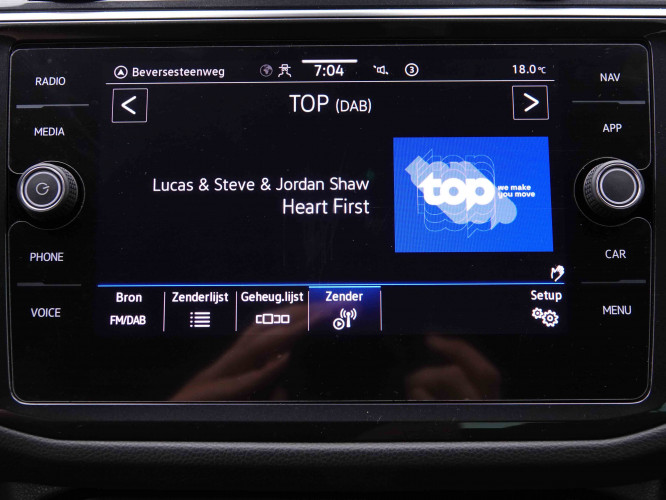 RADIO
MEDIA
PHONE
VOICE
Beversesteenweg
7:04
3
18.0 °C
TOP (DAB)
Lucas & Steve & Jordan Shaw
Heart First
top
we make
you move
Bron
FM/DAB
Zenderlijst
Geheug.lijst
Zender
Setup
NAV
APP
CAR
MENU